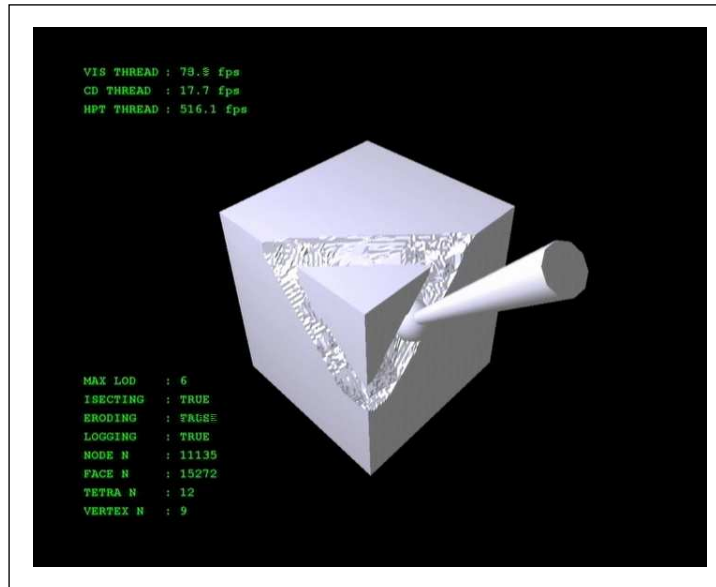 VIS THREAD : fps
CD THREAD : 17.7 fps
HPT THREAD : 516.1 fps
MAX LOD : 6
ISECTING : TRUE
ERODING :
LOGGING : TRUE
NODE N : 11135
FACE N : 15272
TETRA N : 12
VERTEX N : 9